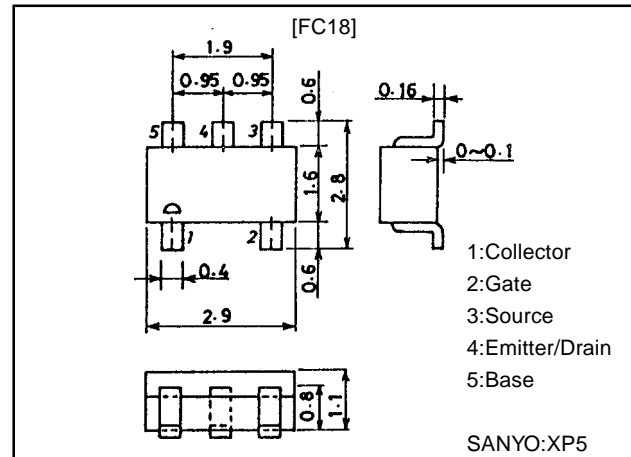 [FC18]
1.9
0.95 0.95
0.6
0.16
5 4 3
0~0.1
1.6
2.8
1 2
0.4
0.6
2.9
1:Collector
2:Gate
3:Source
4:Emitter/Drain
5:Base
0.8
1.1
SANYO:XP5